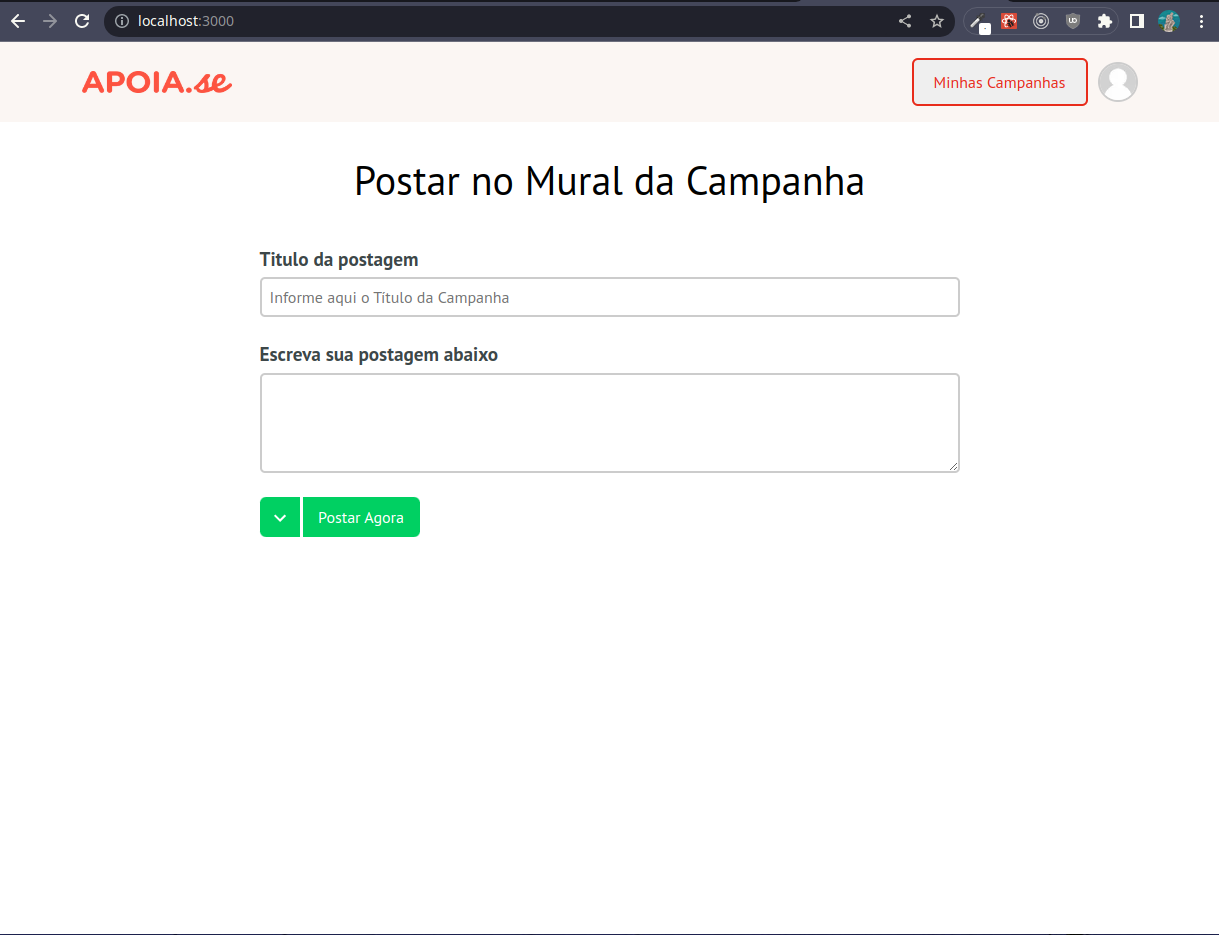 localhost:3000
APOIA.se
Minhas Campanhas
Postar no Mural da Campanha
Titulo da postagem
Informe aqui o Título da Campanha
Escreva sua postagem abaixo
Postar Agora